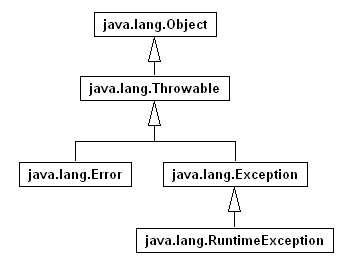 java.lang.Object
java.lang.Throwable
java.lang.Error
java.lang.Exception
java.lang.RuntimeException